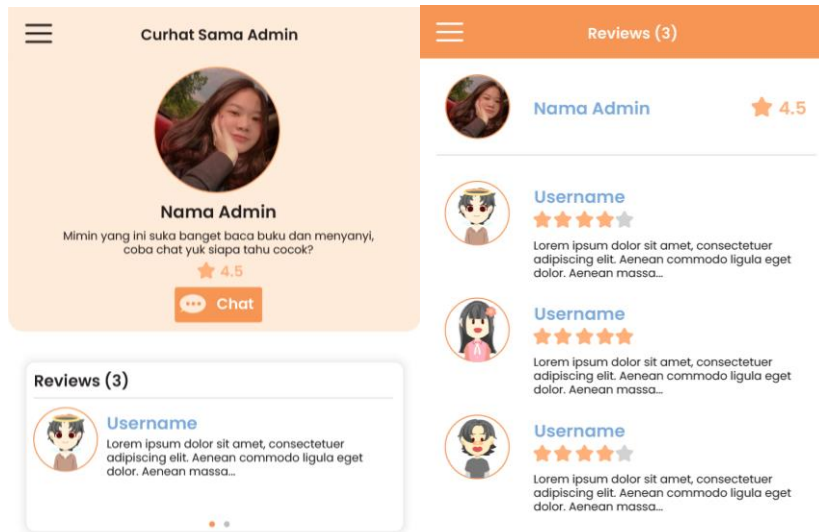 Curhat Sama Admin
Nama Admin
Mimin yang ini suka banget baca buku dan menyanyi,
coba chat yuk siapa tahu cocok?
4.5
Chat
Reviews (3)
Username
Lorem ipsum dolor sit amet, consectetuer
adipiscing elit. Aenean commodo ligula eget
dolor. Aenean massa...
Reviews (3)
Nama Admin
4.5
Username
Lorem ipsum dolor sit amet, consectetuer
adipiscing elit. Aenean commodo ligula eget
dolor. Aenean massa...
Username
Lorem ipsum dolor sit amet, consectetuer
adipiscing elit. Aenean commodo ligula eget
dolor. Aenean massa...
Username
Lorem ipsum dolor sit amet, consectetuer
adipiscing elit. Aenean commodo ligula eget
dolor. Aenean massa...